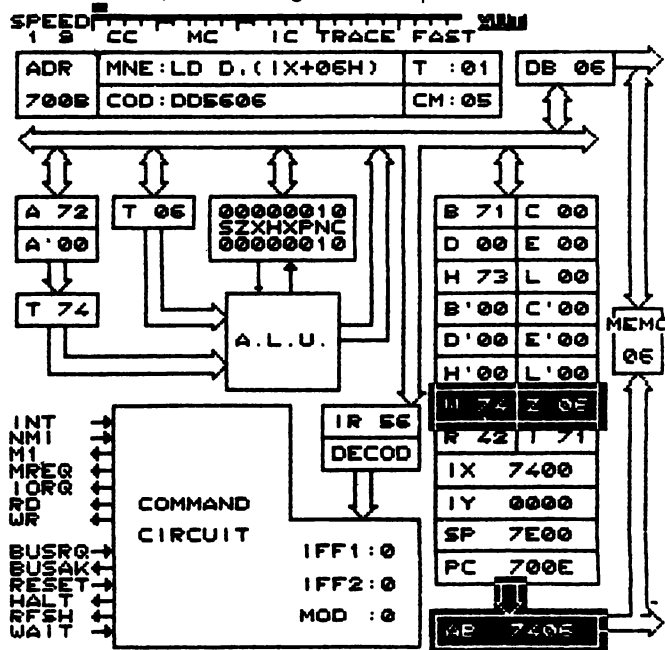 SPEED
1 S CC MC IC TRACE FAST
ADR MNE:LD D,(IX+06H) T :01 DB 06
700B COD:DD5606 CM:05
A 72 T 06 00000010 B 71 C 00
A'00 SZXHXPNC D 00 E 00
00000010
H 73 L 00
T 74 B'00 C'00
A.L.U. D'00 E'00 MEMO
06
H'00 L'00
W 74 Z 06
INT IR 56 R 42 I 71
NMI DECOD IX 7400
M1
MREQ
IORQ
RD COMMAND IY 0000
WR
CIRCUIT SP 7E00
BUSRQ IFF1:0 PC 700E
BUSAK
RESET IFF2:0
HALT
RFSH MOD :0 AB 7406
WAIT